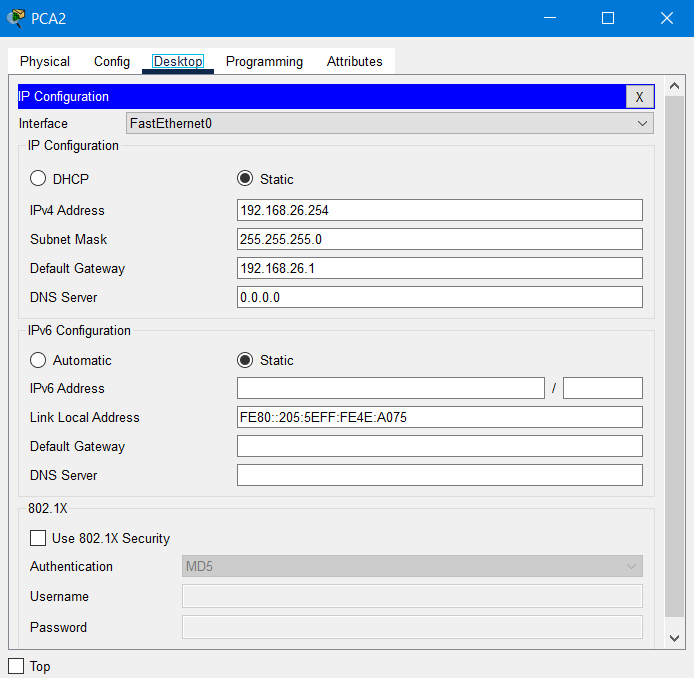 PCA2
Physical Config Desktop Programming Attributes
IP Configuration X
Interface FastEthernet0
IP Configuration
DHCP Static
IPv4 Address 192.168.26.254
Subnet Mask 255.255.255.0
Default Gateway 192.168.26.1
DNS Server 0.0.0.0
IPv6 Configuration
Automatic Static
IPv6 Address /
Link Local Address FE80::205:5EFF:FE4E:A075
Default Gateway
DNS Server
802.1X
Use 802.1X Security
Authentication MD5
Username
Password
Top